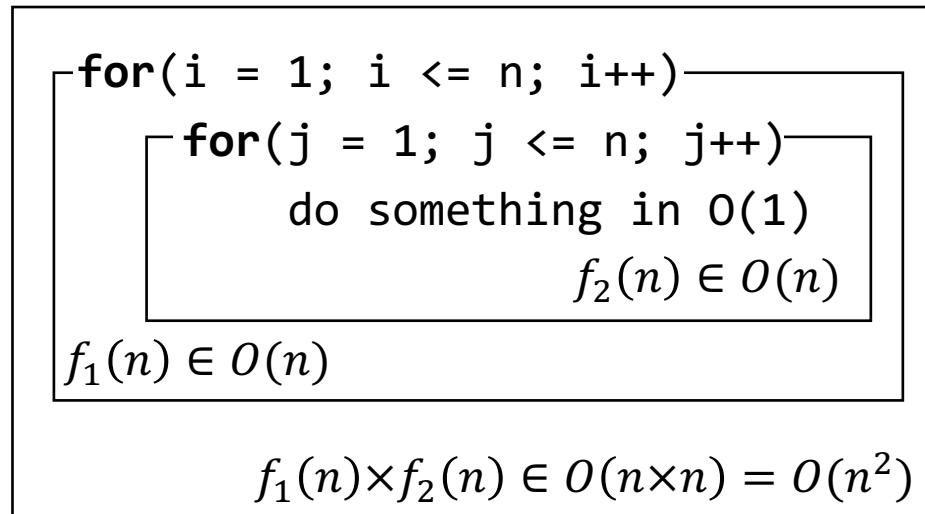 for(i = 1; i <= n; i++)
for(j = 1; j <= n; j++)
do something in O(1)
f₂(n) ∈ O(n)
f₁(n) ∈ O(n)
f₁(n)×f₂(n) ∈ O(n×n) = O(n²)